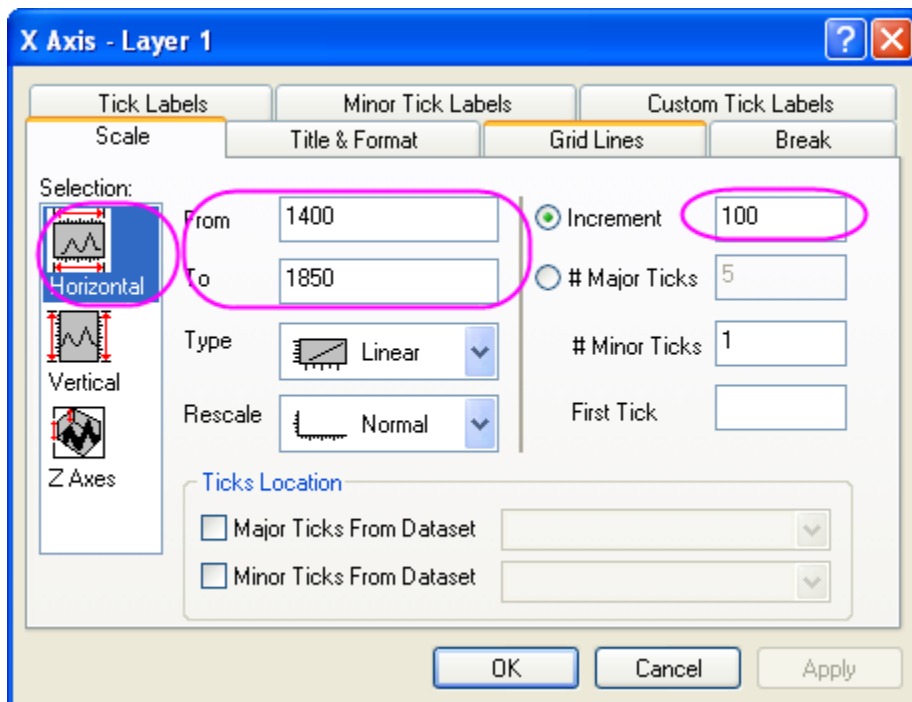 X Axis - Layer 1
Tick Labels Minor Tick Labels Custom Tick Labels
Scale Title & Format Grid Lines Break
Selection:
Horizontal
Vertical
Z Axes
From 1400
To 1850
Type Linear
Rescale Normal
Increment 100
# Major Ticks 5
# Minor Ticks 1
First Tick
Ticks Location
Major Ticks From Dataset
Minor Ticks From Dataset
OK Cancel Apply